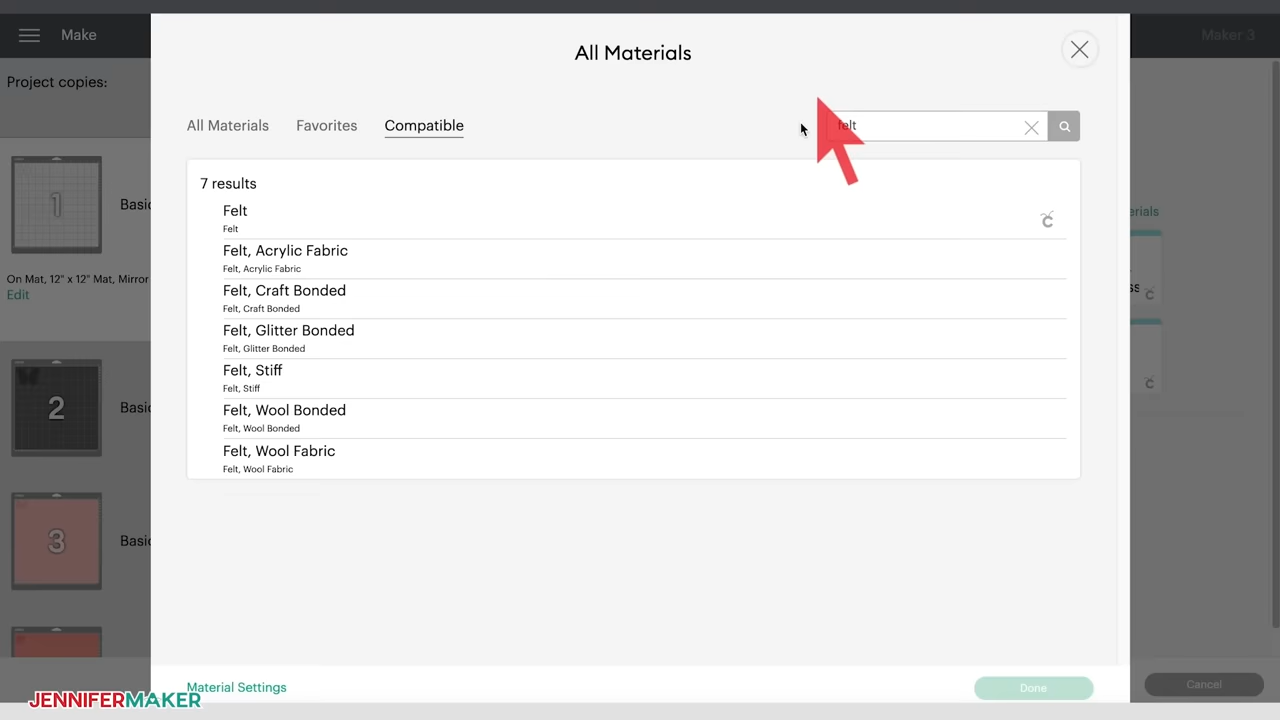 Make
All Materials
Maker 3
Project copies:
All Materials
Favorites
Compatible
felt
7 results
Felt
Felt
Felt, Acrylic Fabric
Felt, Acrylic Fabric
Felt, Craft Bonded
Felt, Craft Bonded
Felt, Glitter Bonded
Felt, Glitter Bonded
Felt, Stiff
Felt, Stiff
Felt, Wool Bonded
Felt, Wool Bonded
Felt, Wool Fabric
Felt, Wool Fabric
1
Basic
On Mat, 12" x 12" Mat, Mirror
Edit
2
Basic
3
Basic
erials
ss
Material Settings
Done
Cancel
JENNIFERMAKER